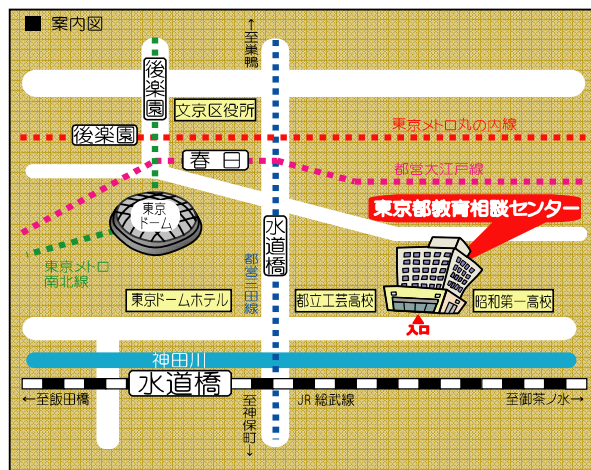 ■ 案内図
←至巣鴨
後楽園
文京区役所
東京メトロ丸の内線
後楽園
春日
都営大江戸線
東京都教育相談センター
東京
ドーム
水道橋
東京メトロ
南北線
都営三田線
東京ドームホテル
都立工芸高校
昭和第一高校
入口
神田川
水道橋
←至飯田橋
至神保町→
JR総武線
至御茶ノ水→